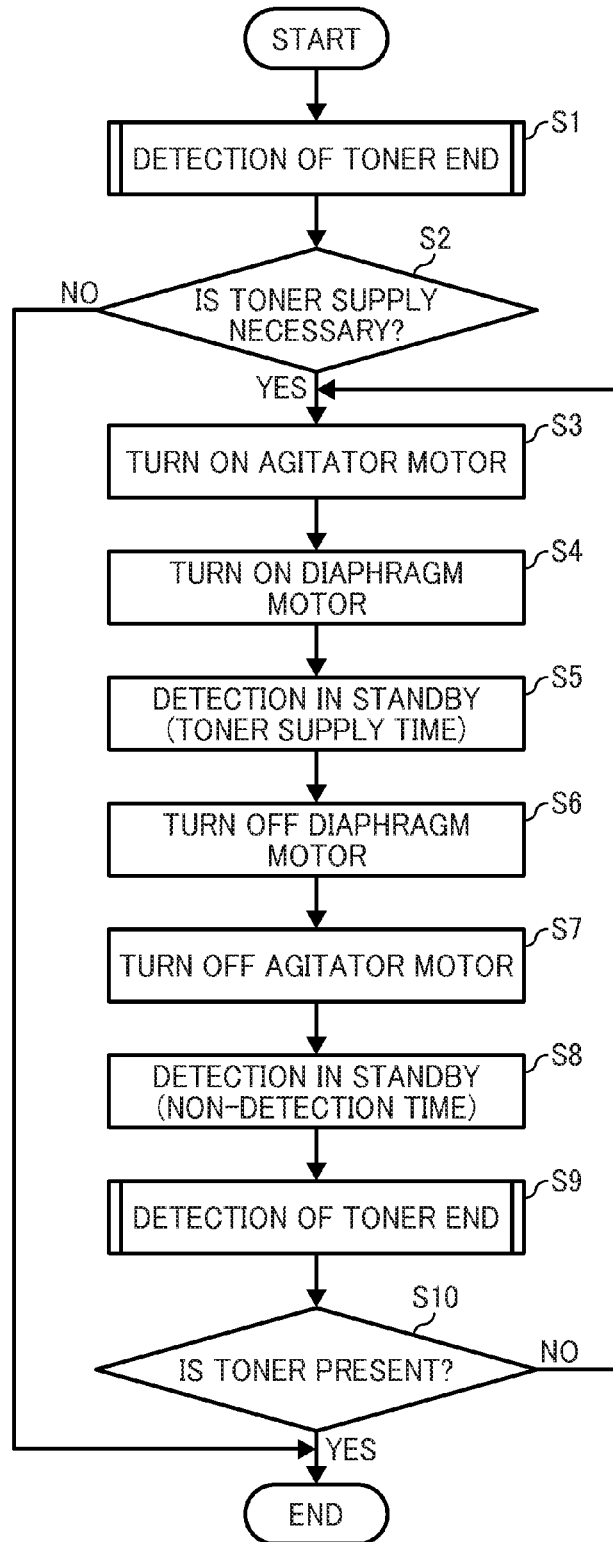 START
S1
DETECTION OF TONER END
S2
NO
IS TONER SUPPLY
NECESSARY?
YES
S3
TURN ON AGITATOR MOTOR
S4
TURN ON DIAPHRAGM
MOTOR
S5
DETECTION IN STANDBY
(TONER SUPPLY TIME)
S6
TURN OFF DIAPHRAGM
MOTOR
S7
TURN OFF AGITATOR MOTOR
S8
DETECTION IN STANDBY
(NON-DETECTION TIME)
S9
DETECTION OF TONER END
S10
IS TONER PRESENT?
NO
YES
END